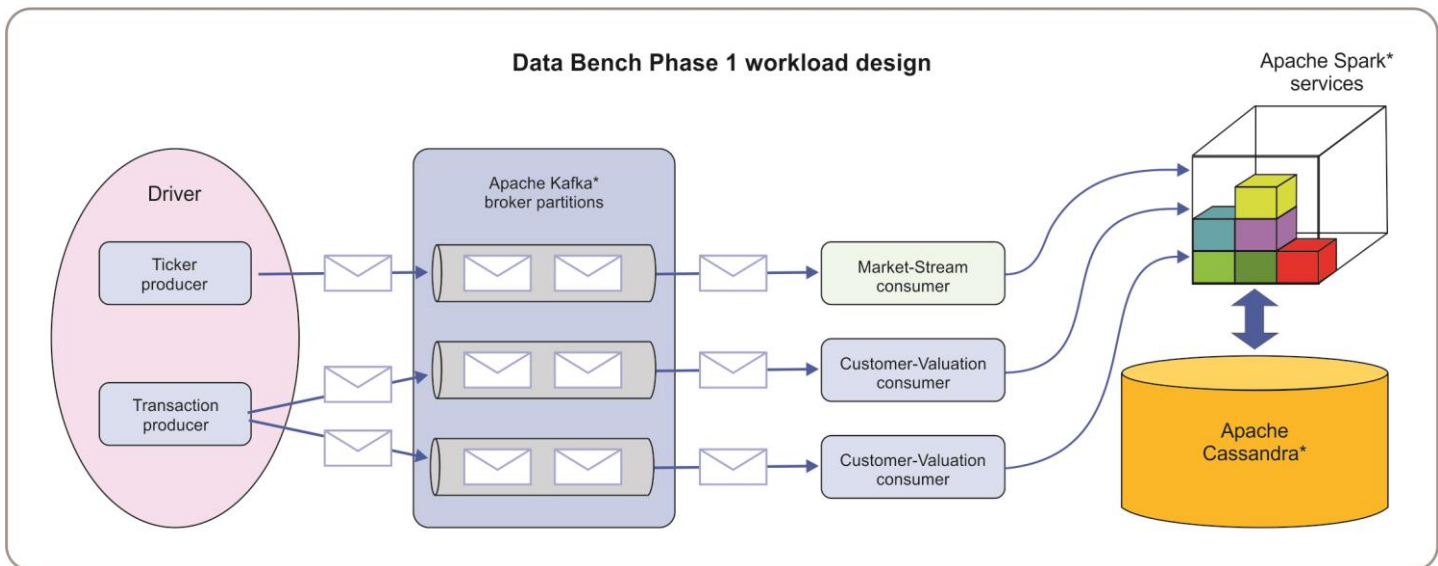 Data Bench Phase 1 workload design
Apache Spark*
services
Driver
Apache Kafka*
broker partitions
Ticker
producer
Market-Stream
consumer
Transaction
producer
Customer-Valuation
consumer
Customer-Valuation
consumer
Apache
Cassandra*